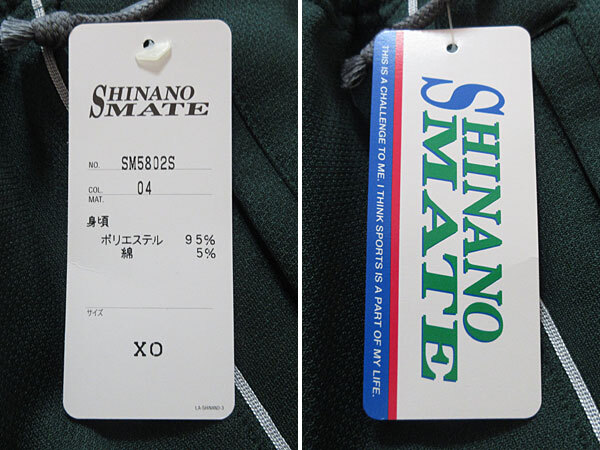 SHINANO
MATE
NO. SM5802S
COL. 04
MAT.
身頃
ポリエステル 95%
綿 5%
サイズ
XO
LA-SHINANO-3
SHINANO
MATE
THIS IS A CHALLENGE TO ME. I THINK SPORTS IS A PART OF MY LIFE.